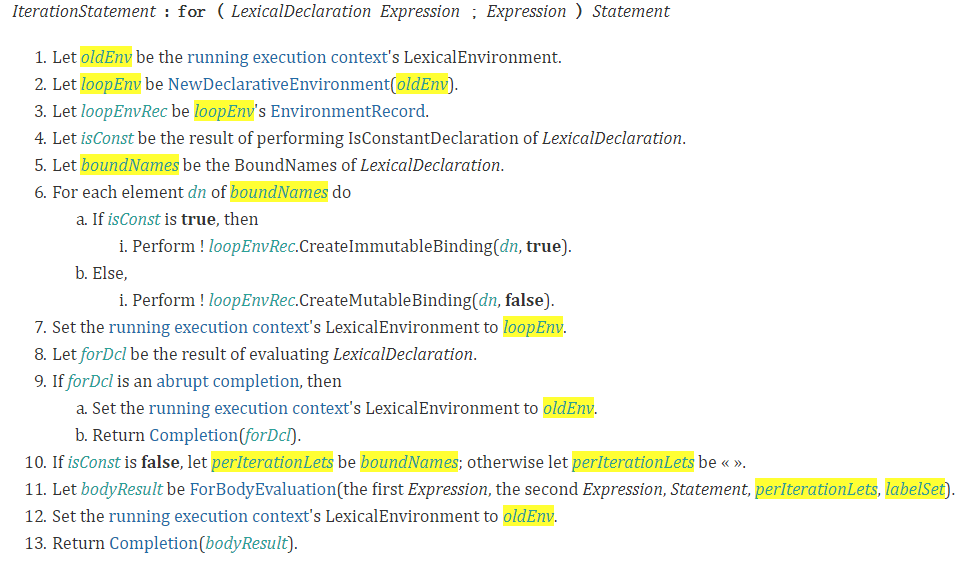 IterationStatement : for ( LexicalDeclaration Expression ; Expression ) Statement
1. Let oldEnv be the running execution context's LexicalEnvironment.
2. Let loopEnv be NewDeclarativeEnvironment(oldEnv).
3. Let loopEnvRec be loopEnv's EnvironmentRecord.
4. Let isConst be the result of performing IsConstantDeclaration of LexicalDeclaration.
5. Let boundNames be the BoundNames of LexicalDeclaration.
6. For each element dn of boundNames do
a. If isConst is true, then
i. Perform ! loopEnvRec.CreateImmutableBinding(dn, true).
b. Else,
i. Perform ! loopEnvRec.CreateMutableBinding(dn, false).
7. Set the running execution context's LexicalEnvironment to loopEnv.
8. Let forDcl be the result of evaluating LexicalDeclaration.
9. If forDcl is an abrupt completion, then
a. Set the running execution context's LexicalEnvironment to oldEnv.
b. Return Completion(forDcl).
10. If isConst is false, let perIterationLets be boundNames; otherwise let perIterationLets be « ».
11. Let bodyResult be ForBodyEvaluation(the first Expression, the second Expression, Statement, perIterationLets, labelSet).
12. Set the running execution context's LexicalEnvironment to oldEnv.
13. Return Completion(bodyResult).